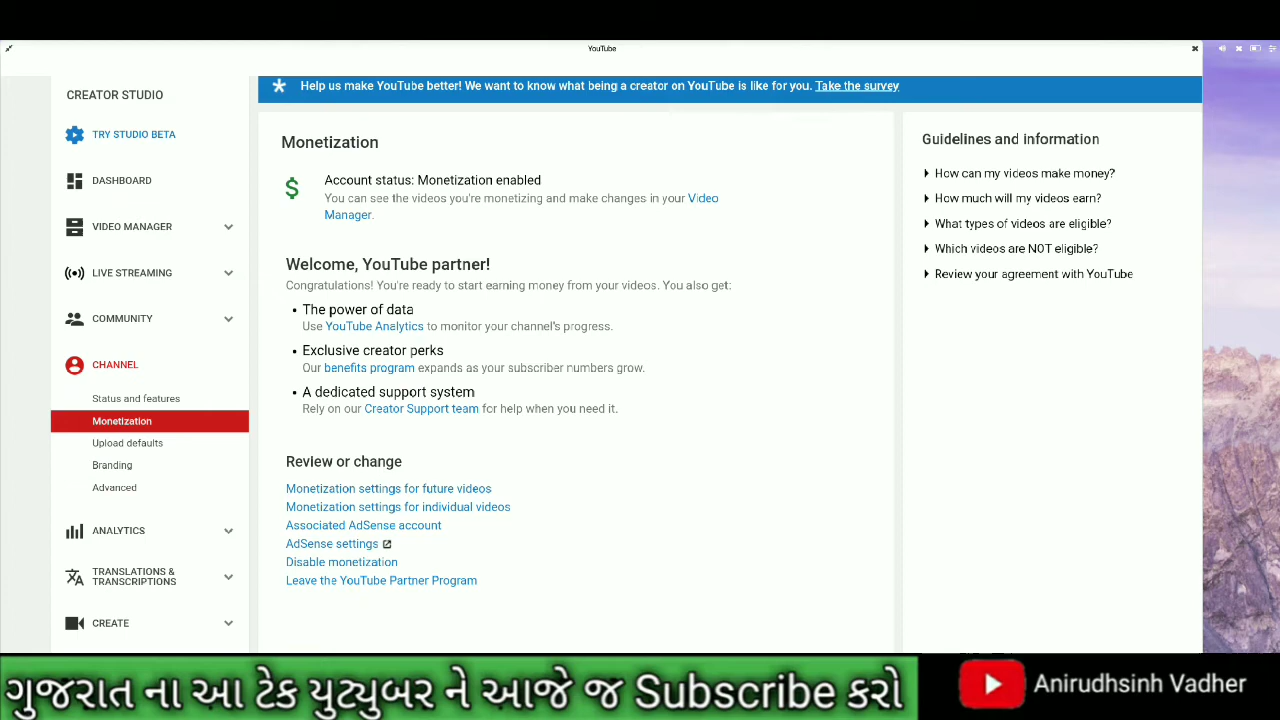 YouTube
CREATOR STUDIO
TRY STUDIO BETA
DASHBOARD
VIDEO MANAGER
LIVE STREAMING
COMMUNITY
CHANNEL
Status and features
Monetization
Upload defaults
Branding
Advanced
ANALYTICS
TRANSLATIONS &
TRANSCRIPTIONS
CREATE
Help us make YouTube better! We want to know what being a creator on YouTube is like for you. Take the survey
Monetization
Account status: Monetization enabled
You can see the videos you're monetizing and make changes in your Video
Manager.
Welcome, YouTube partner!
Congratulations! You're ready to start earning money from your videos. You also get:
• The power of data
Use YouTube Analytics to monitor your channel's progress.
• Exclusive creator perks
Our benefits program expands as your subscriber numbers grow.
• A dedicated support system
Rely on our Creator Support team for help when you need it.
Review or change
Monetization settings for future videos
Monetization settings for individual videos
Associated AdSense account
AdSense settings
Disable monetization
Leave the YouTube Partner Program
Guidelines and information
How can my videos make money?
How much will my videos earn?
What types of videos are eligible?
Which videos are NOT eligible?
Review your agreement with YouTube
ગુજરાત ના આ ટેક યુટ્યુબર ને આજે જ Subscribe કરો
Anirudhsinh Vadher